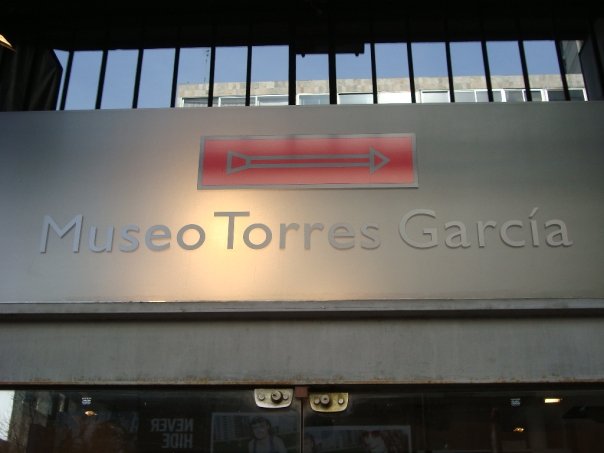 Museo Torres García
NEVER
HIDE